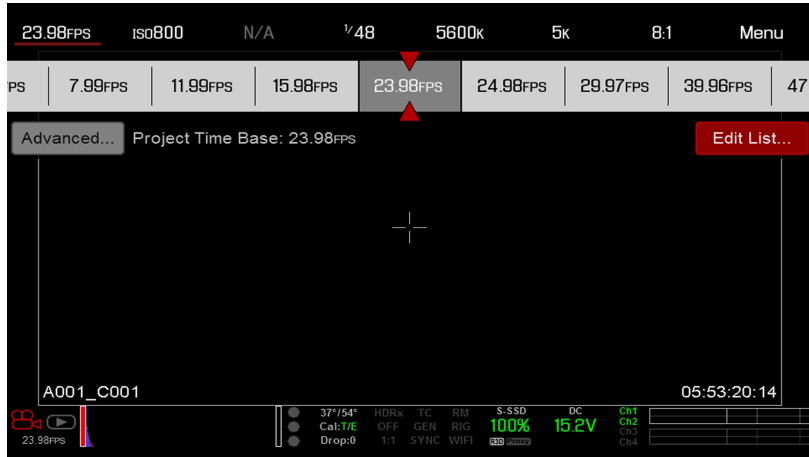 23.98FPS ISO800 N/A 1/48 5600K 5K 8:1 Menu
PS 7.99FPS 11.99FPS 15.98FPS 23.98FPS 24.98FPS 29.97FPS 39.96FPS 47
Advanced... Project Time Base: 23.98FPS Edit List...
A001_C001 05:53:20:14
37°/54° HDRx TC RM S-SSD DC Ch1
Cal:T/E OFF GEN RIG 100% 15.2V Ch2
Ch3
23.98FPS Drop:0 1:1 SYNC WIFI R3D Proxy Ch4